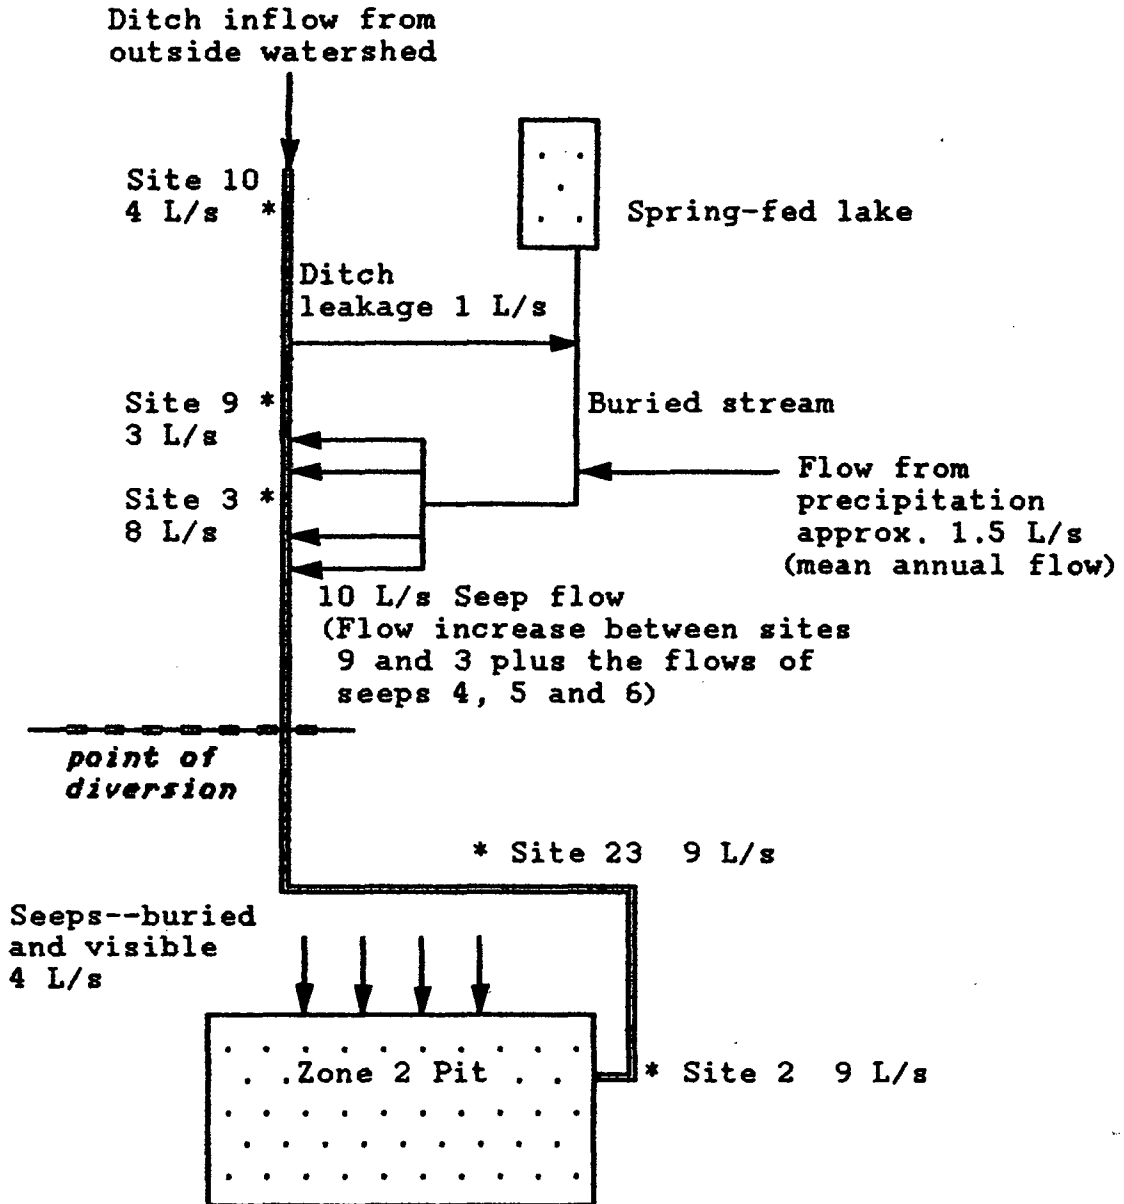 Ditch inflow from
outside watershed
Site 10
4 L/s *
Spring-fed lake
Ditch
leakage 1 L/s
Site 9 *
3 L/s
Buried stream
Site 3 *
8 L/s
Flow from
precipitation
approx. 1.5 L/s
(mean annual flow)
10 L/s Seep flow
(Flow increase between sites
9 and 3 plus the flows of
seeps 4, 5 and 6)
point of
diversion
* Site 23 9 L/s
Seeps--buried
and visible
4 L/s
Zone 2 Pit
* Site 2 9 L/s